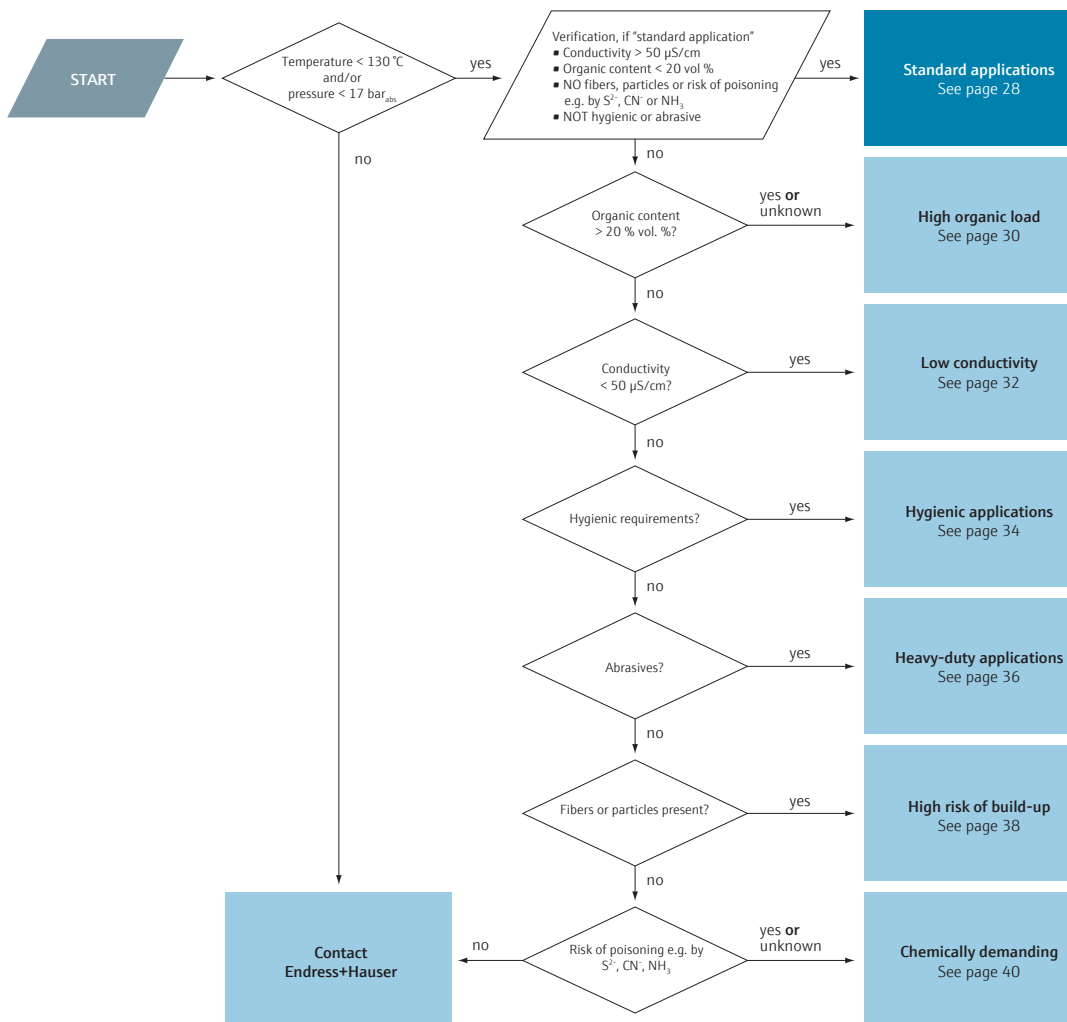 START
Temperature < 130 °C
and/or
pressure < 17 bar_abs
yes
Verification, if "standard application"
▪ Conductivity > 50 µS/cm
▪ Organic content < 20 vol %
▪ NO fibers, particles or risk of poisoning
e.g. by S²⁻, CN⁻ or NH₃
▪ NOT hygienic or abrasive
yes
Standard applications
See page 28
no
no
Organic content
> 20 % vol. %?
yes or
unknown
High organic load
See page 30
no
Conductivity
< 50 µS/cm?
yes
Low conductivity
See page 32
no
Hygienic requirements?
yes
Hygienic applications
See page 34
no
Abrasives?
yes
Heavy-duty applications
See page 36
no
Fibers or particles present?
yes
High risk of build-up
See page 38
no
Contact
Endress+Hauser
no
Risk of poisoning e.g. by
S²⁻, CN⁻, NH₃
yes or
unknown
Chemically demanding
See page 40